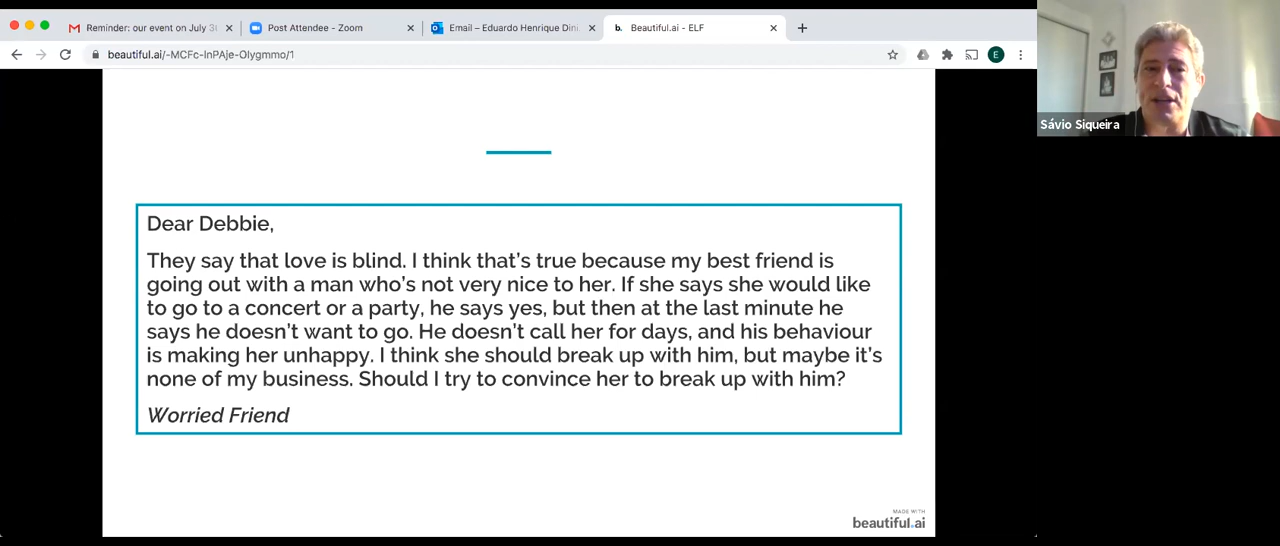 Reminder: our event on July 3
Post Attendee - Zoom
Email – Eduardo Henrique Dini
Beautiful.ai - ELF
beautiful.ai/-MCFc-InPAje-Olygmmo/1
E
Sávio Siqueira
Dear Debbie,
They say that love is blind. I think that's true because my best friend is
going out with a man who's not very nice to her. If she says she would like
to go to a concert or a party, he says yes, but then at the last minute he
says he doesn't want to go. He doesn't call her for days, and his behaviour
is making her unhappy. I think she should break up with him, but maybe it's
none of my business. Should I try to convince her to break up with him?
Worried Friend
MADE WITH
beautiful.ai